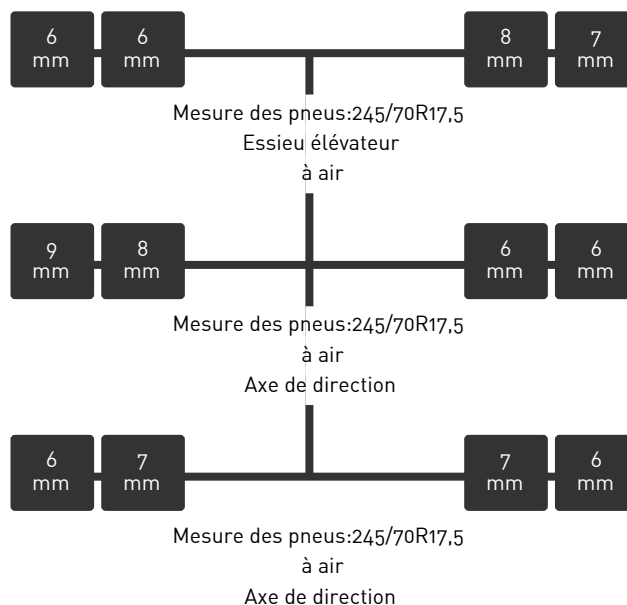 6 mm 6 mm 8 mm 7 mm
Mesure des pneus:245/70R17,5
Essieu élévateur
à air
9 mm 8 mm 6 mm 6 mm
Mesure des pneus:245/70R17,5
à air
Axe de direction
6 mm 7 mm 7 mm 6 mm
Mesure des pneus:245/70R17,5
à air
Axe de direction